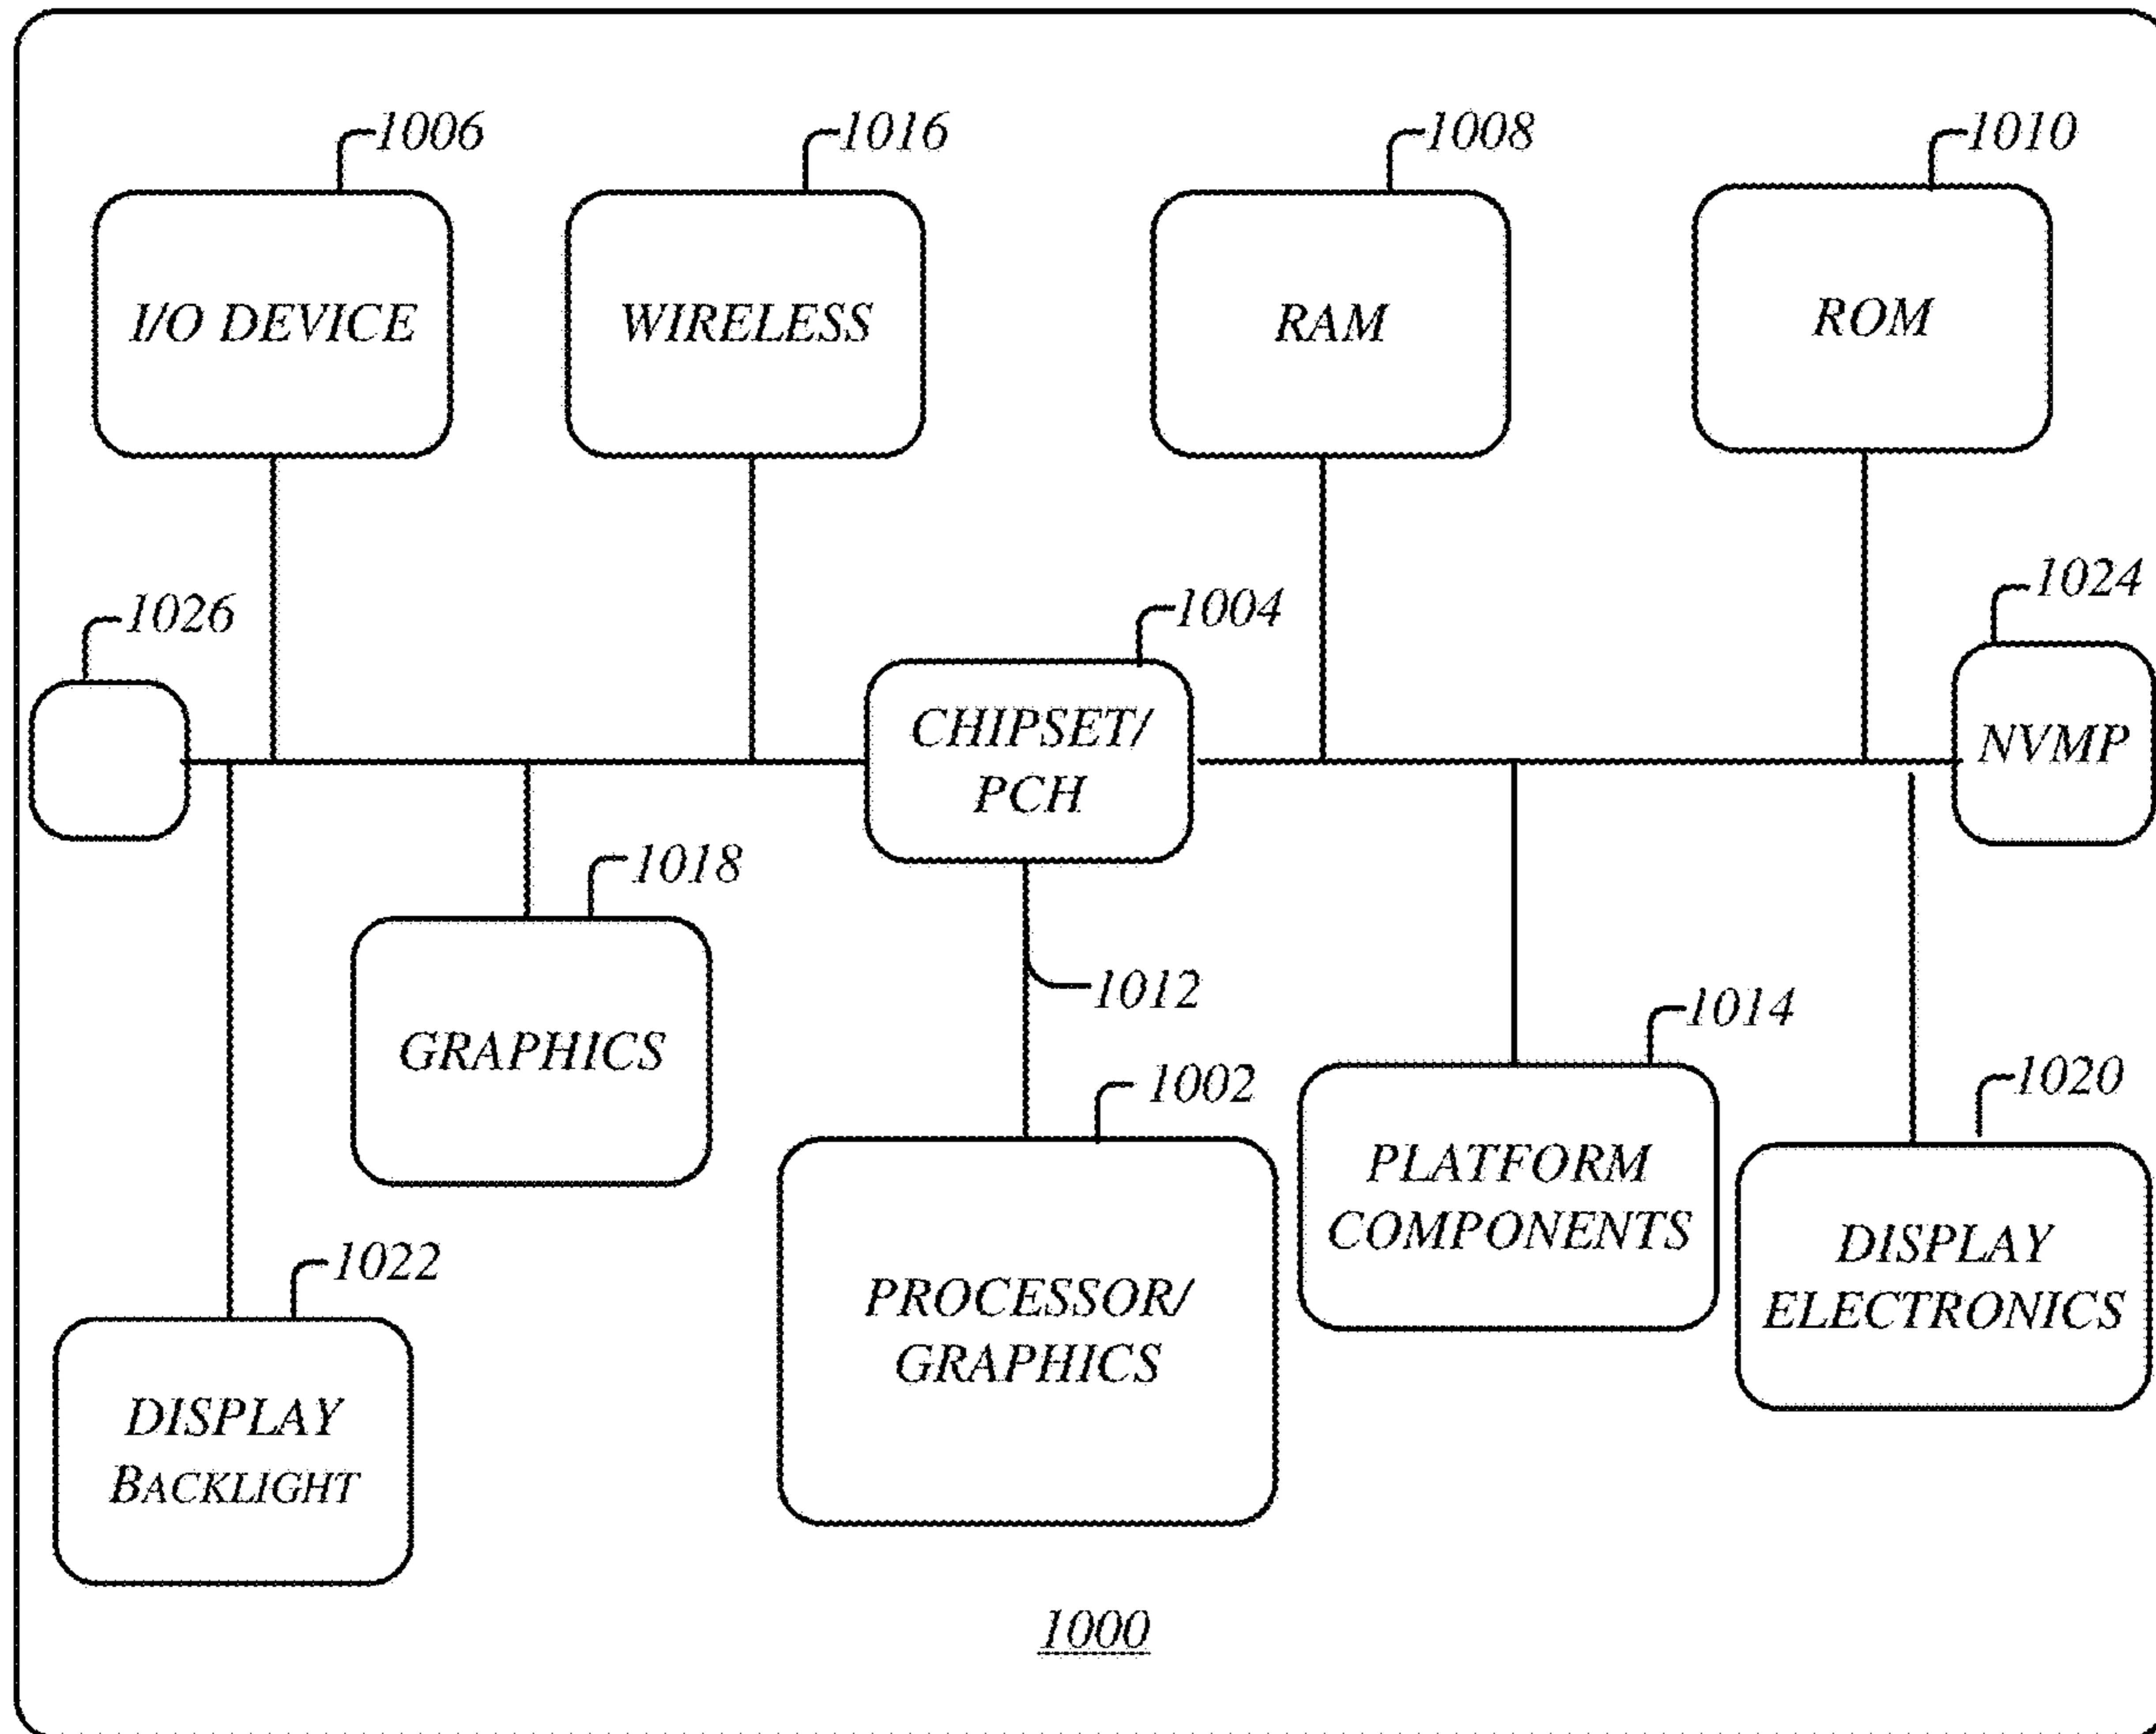 1006
1016
1008
1010
I/O DEVICE
WIRELESS
RAM
ROM
1026
1004
1024
CHIPSET/
PCH
NVMP
1018
1012
1014
GRAPHICS
1002
1020
PLATFORM
COMPONENTS
1022
PROCESSOR/
GRAPHICS
DISPLAY
ELECTRONICS
DISPLAY
BACKLIGHT
1000